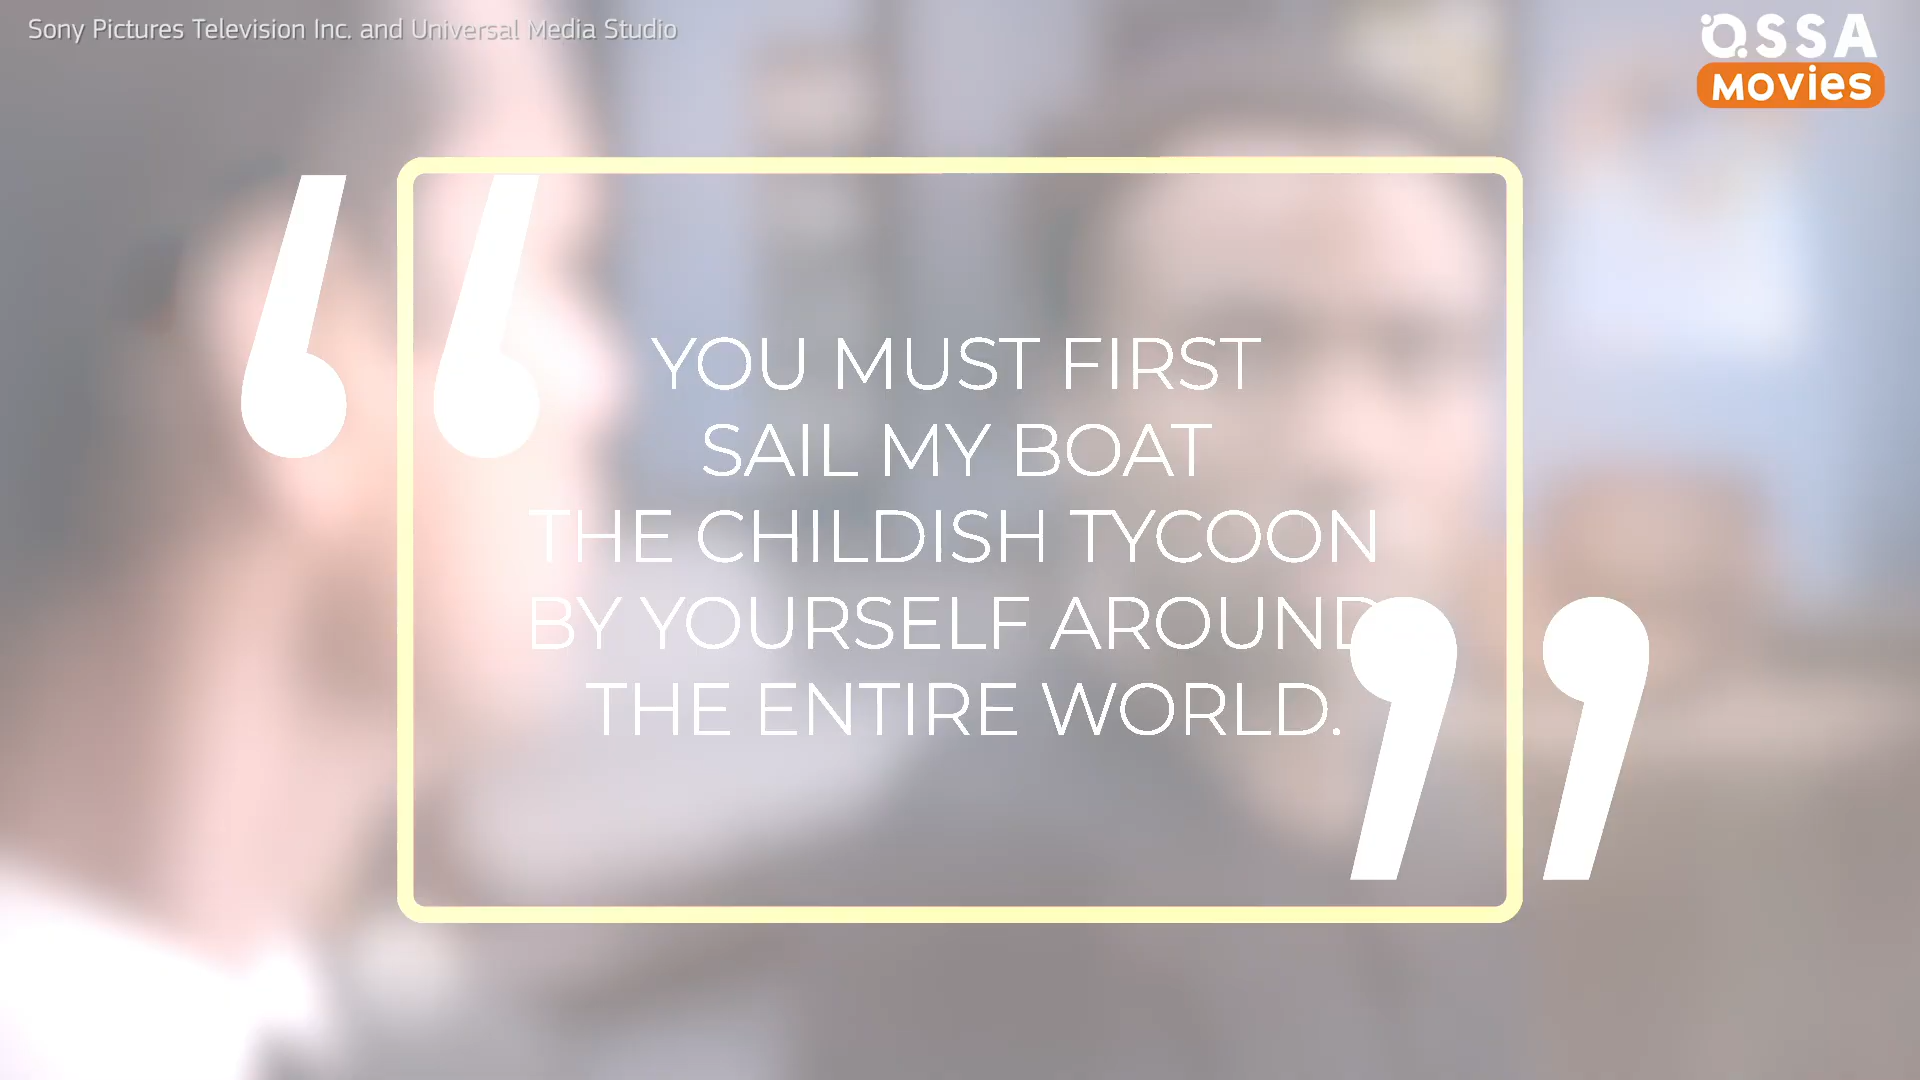 Sony Pictures Television Inc. and Universal Media Studio
OSSA
MOVIES
“
YOU MUST FIRST
SAIL MY BOAT
THE CHILDISH TYCOON
BY YOURSELF AROUND
THE ENTIRE WORLD.
”